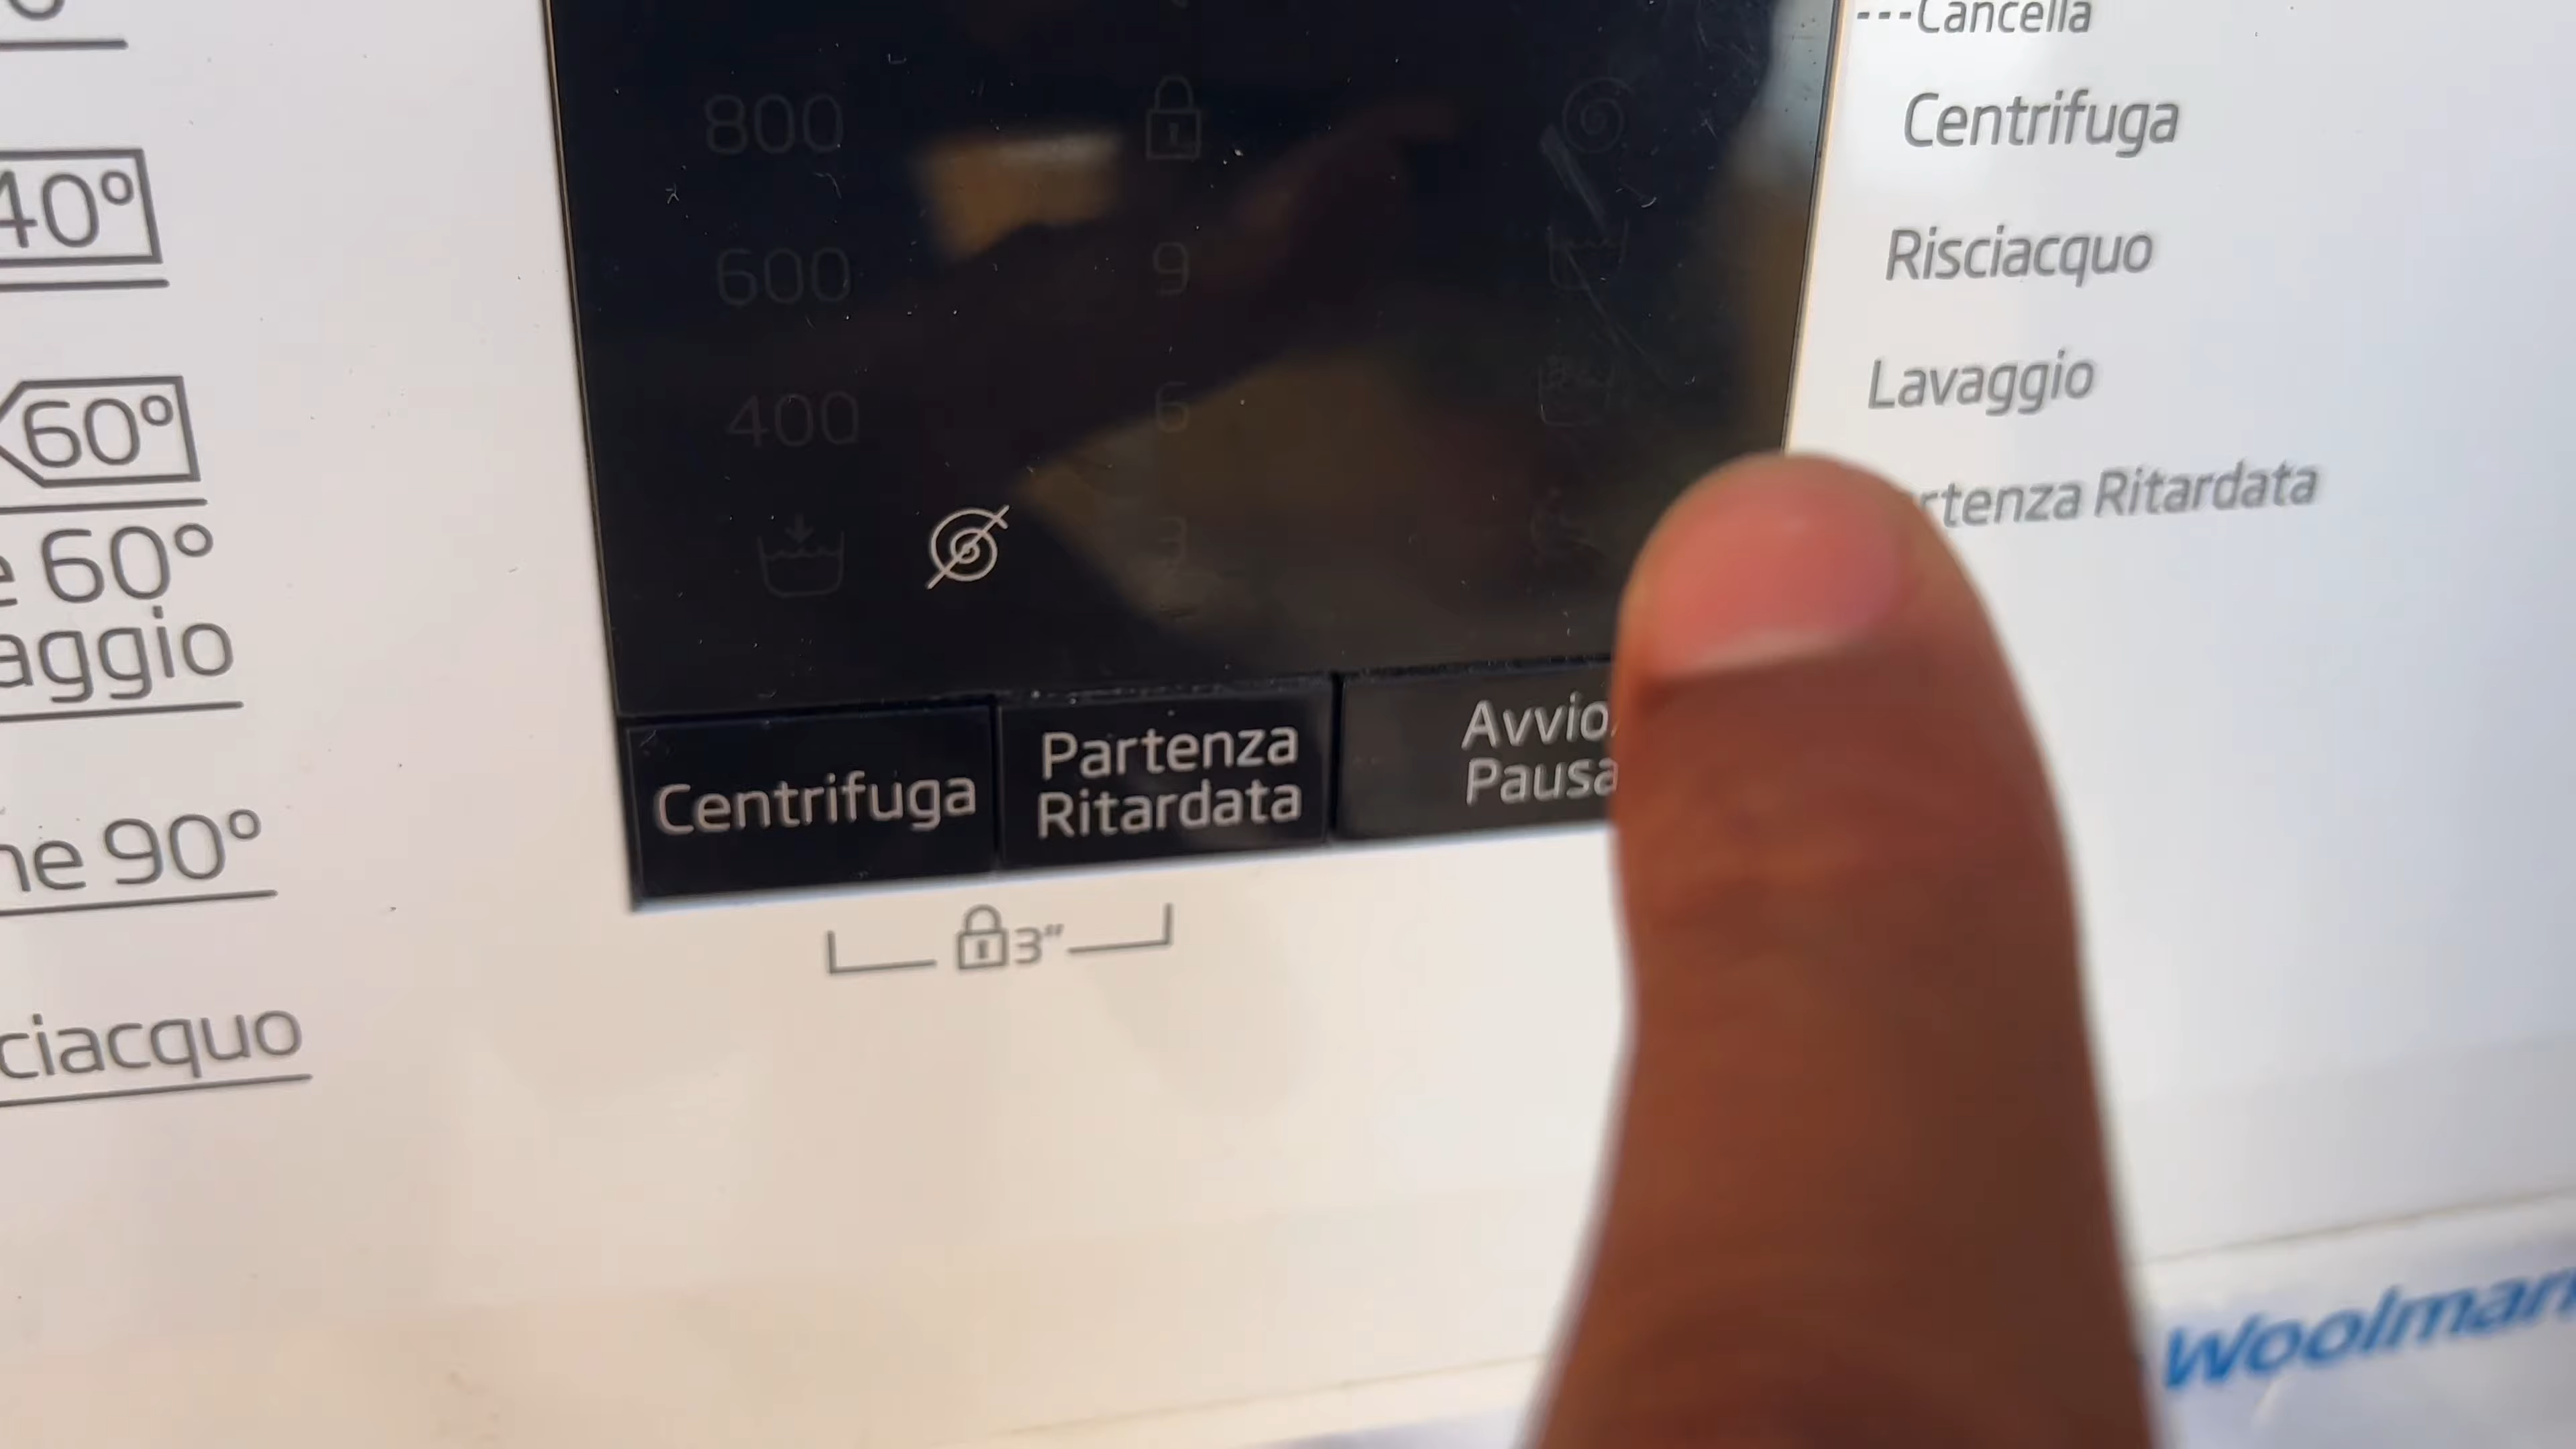 40°
60°
60°
aggio
90°
ciacquo
800
600
400
9
6
3
Centrifuga
Partenza
Ritardata
Avvio/
Pausa
3"
---Cancella
Centrifuga
Risciacquo
Lavaggio
rtenza Ritardata
Woolmar